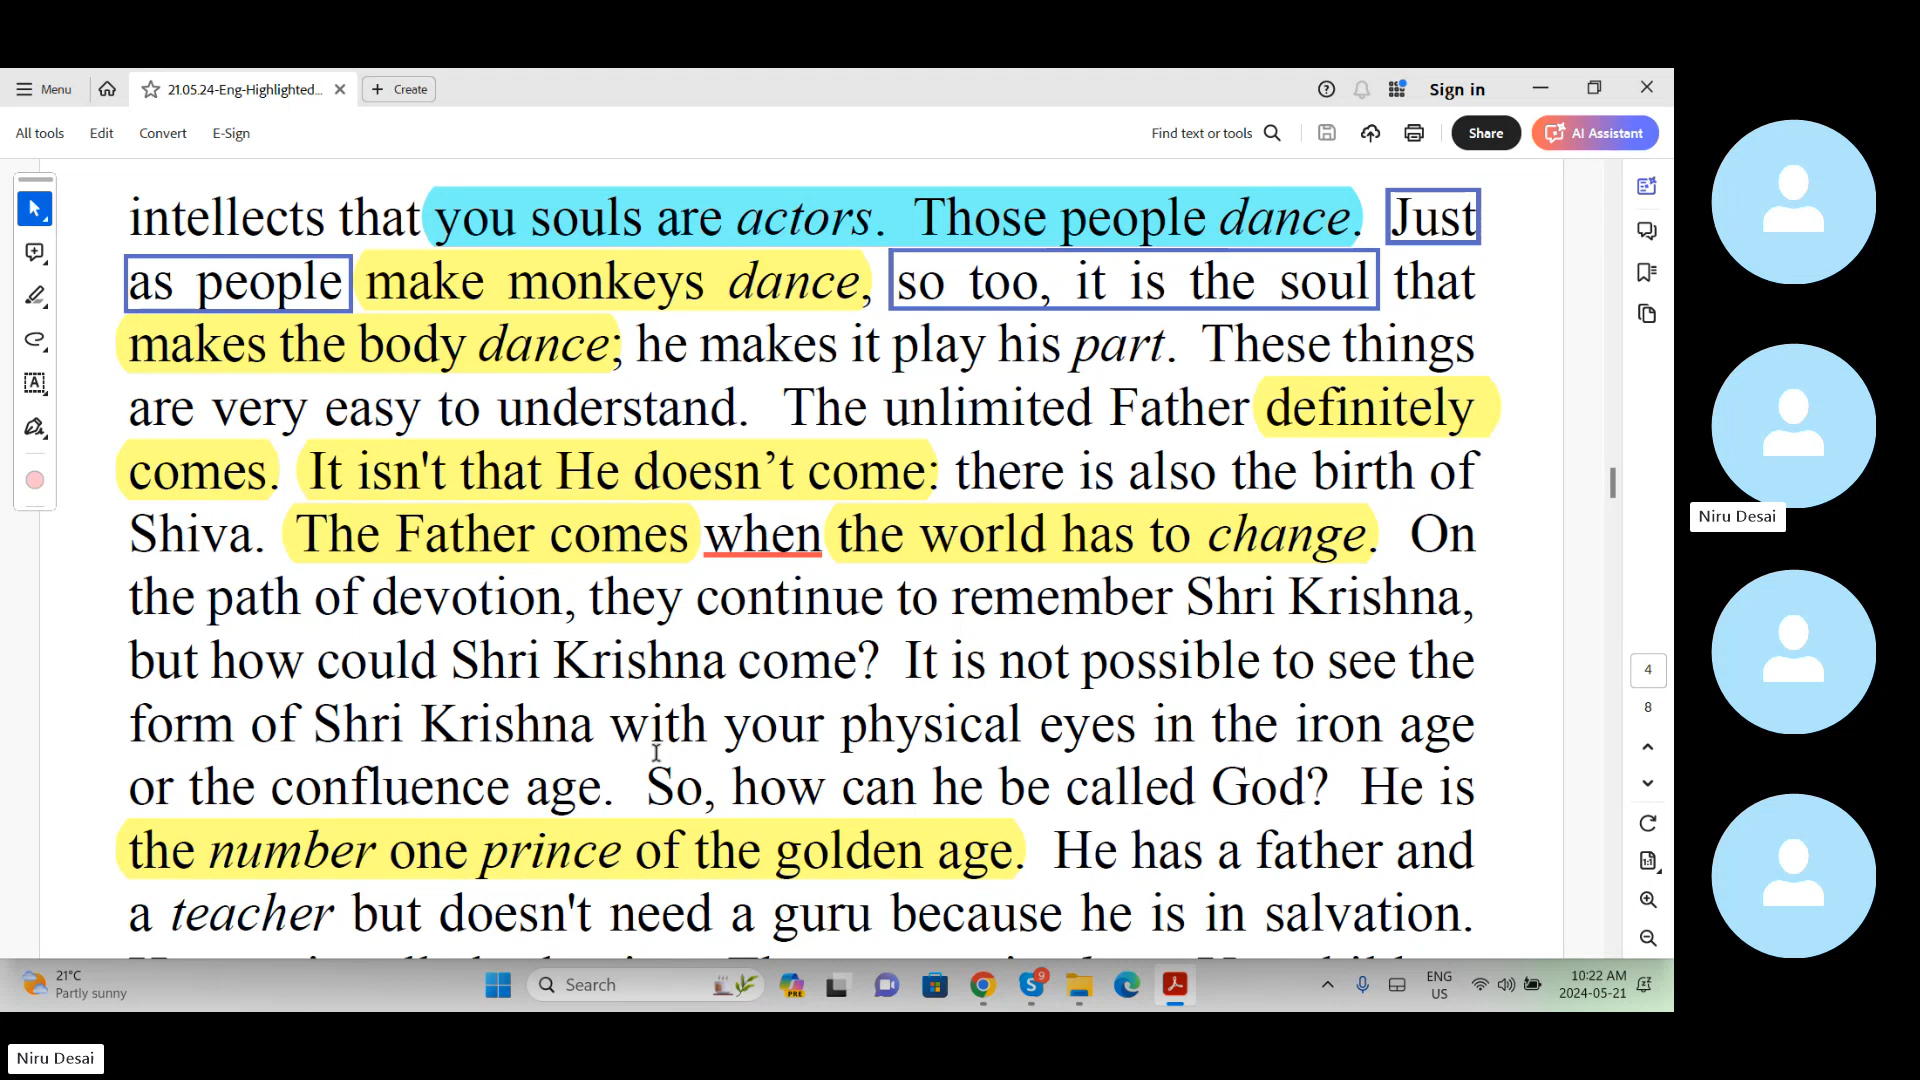 Menu
21.05.24-Eng-Highlighted...
Create
Sign in
All tools
Edit
Convert
E-Sign
Find text or tools
Share
AI Assistant
intellects that you souls are actors. Those people dance. Just
as people make monkeys dance, so too, it is the soul that
makes the body dance; he makes it play his part. These things
are very easy to understand. The unlimited Father definitely
comes. It isn't that He doesn’t come: there is also the birth of
Shiva. The Father comes when the world has to change. On
the path of devotion, they continue to remember Shri Krishna,
but how could Shri Krishna come? It is not possible to see the
form of Shri Krishna with your physical eyes in the iron age
or the confluence age. So, how can he be called God? He is
the number one prince of the golden age. He has a father and
a teacher but doesn't need a guru because he is in salvation.
4
8
Niru Desai
21°C
Partly sunny
Search
PRE
9
ENG
US
10:22 AM
2024-05-21
Niru Desai